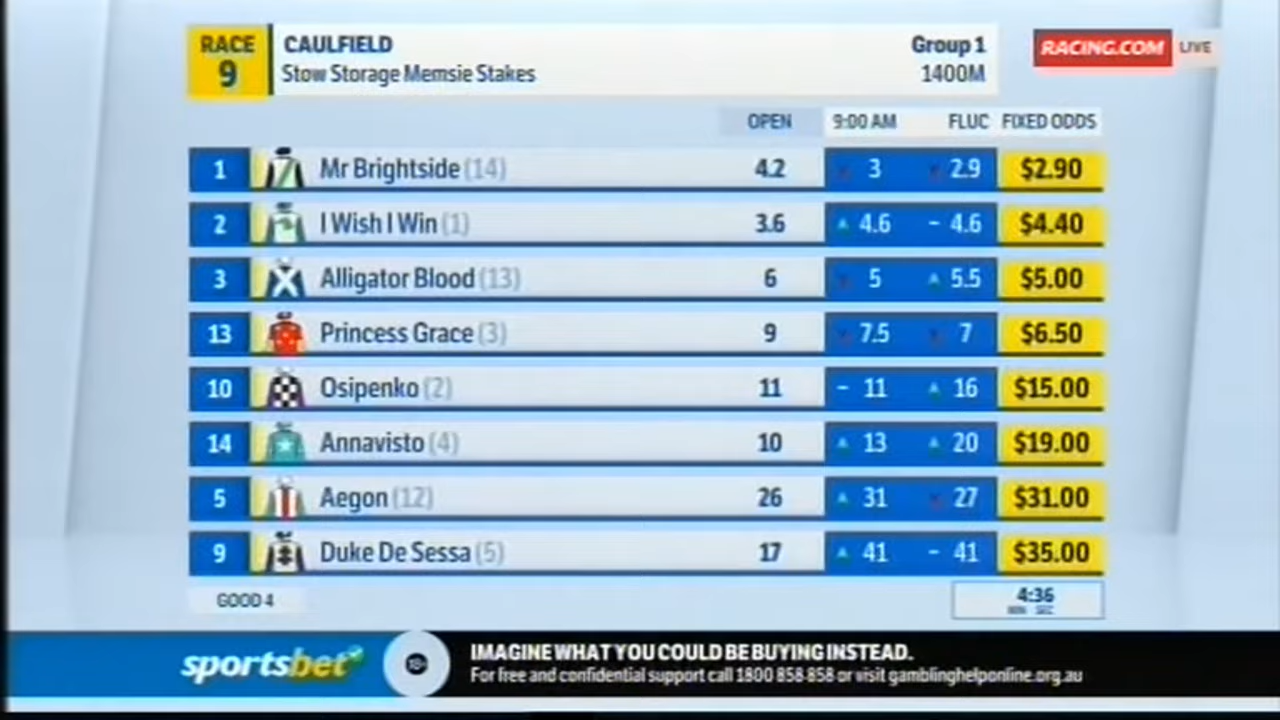 RACE 9
CAULFIELD
Group 1
Stow Storage Memsie Stakes
1400M
RACING.COM LIVE
OPEN 9:00 AM FLUC FIXED ODDS
1 Mr Brightside (14) 4.2 3 2.9 $2.90
2 I Wish I Win (1) 3.6 4.6 - 4.6 $4.40
3 Alligator Blood (13) 6 5 5.5 $5.00
13 Princess Grace (3) 9 7.5 7 $6.50
10 Osipenko (2) 11 - 11 16 $15.00
14 Annavisto (4) 10 13 20 $19.00
5 Aegon (12) 26 31 27 $31.00
9 Duke De Sessa (5) 17 41 - 41 $35.00
GOOD 4
4:36
MIN SEC
sportsbet
18+
IMAGINE WHAT YOU COULD BE BUYING INSTEAD.
For free and confidential support call 1800 858 858 or visit gamblinghelponline.org.au